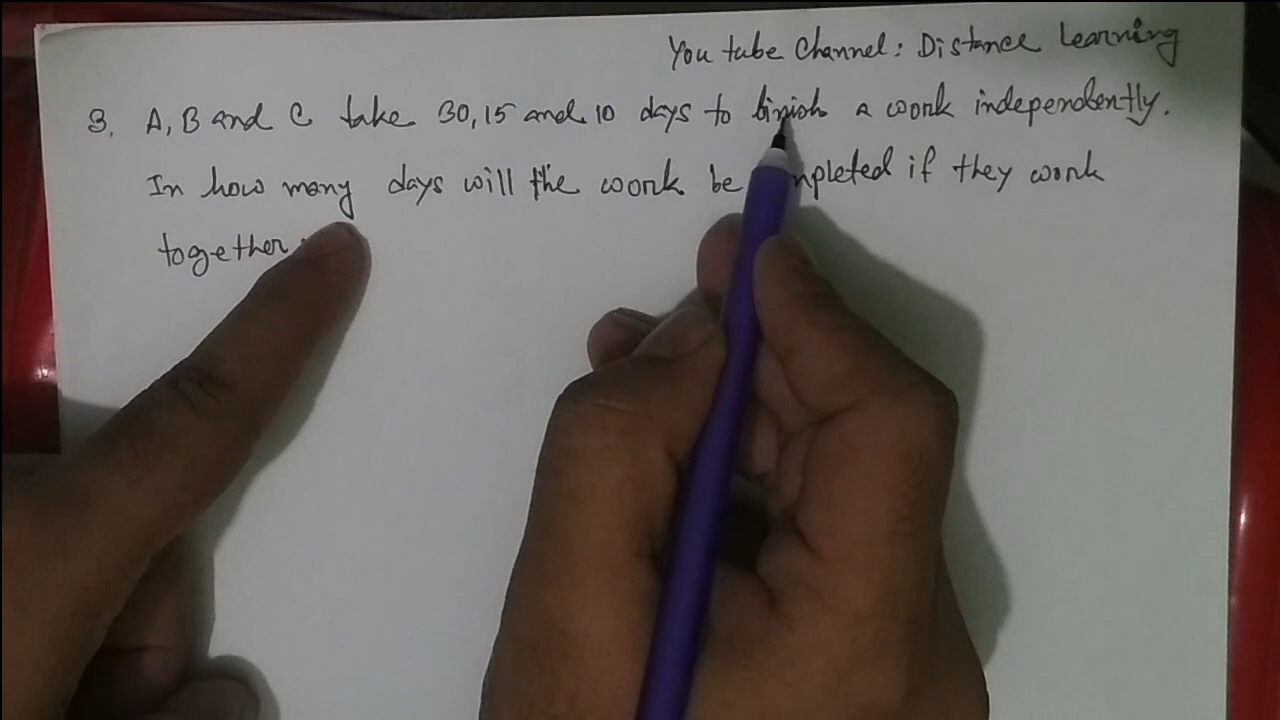 You tube Channel: Distance Learning
3. A, B and C take 30, 15 and 10 days to finish a work independently.
In how many days will the work be mpleted if they work
together.